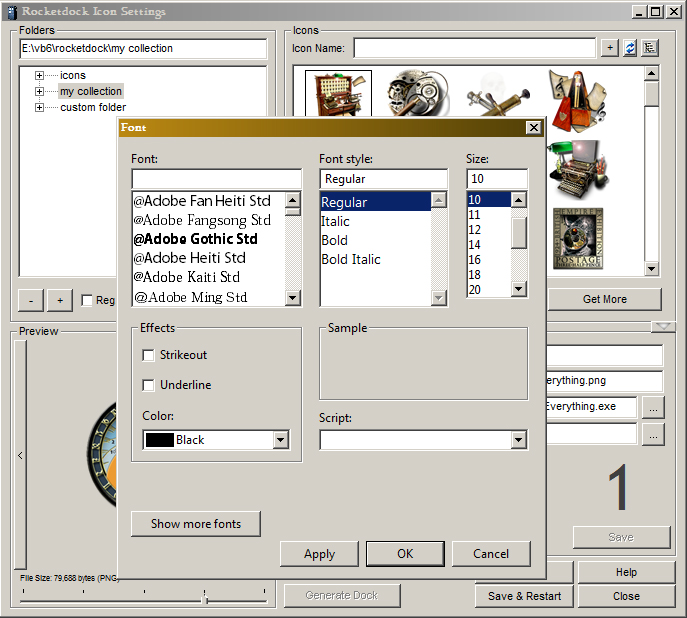 Rocketdock Icon Settings
Folders
E:\vb6\rocketdock\my collection
icons
my collection
custom folder
-
+
Reg
Icons
Icon Name:
+
EMPIRE
POSTAGE
Get More
Font
Font:
@Adobe Fan Heiti Std
@Adobe Fangsong Std
@Adobe Gothic Std
@Adobe Heiti Std
@Adobe Kaiti Std
@Adobe Ming Std
Font style:
Regular
Regular
Italic
Bold
Bold Italic
Size:
10
10
11
12
14
16
18
20
Effects
Strikeout
Underline
Color:
Black
Sample
Script:
Show more fonts
Apply
OK
Cancel
Preview
<
File Size: 79,688 bytes (PNG)
erything.png
Everything.exe
...
...
1
Save
Generate Dock
Help
Save & Restart
Close